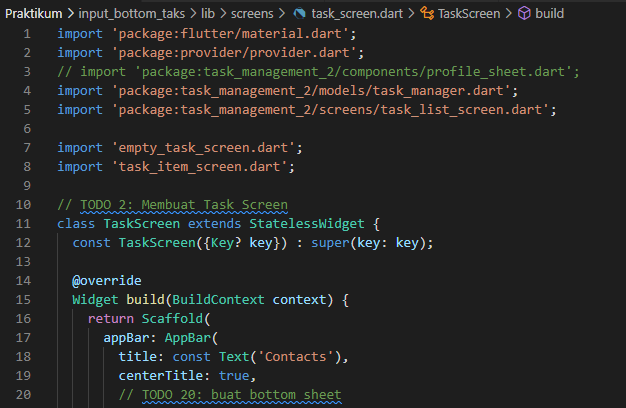 Praktikum > input_bottom_taks > lib > screens > task_screen.dart > TaskScreen > build
1 import 'package:flutter/material.dart';
2 import 'package:provider/provider.dart';
3 // import 'package:task_management_2/components/profile_sheet.dart';
4 import 'package:task_management_2/models/task_manager.dart';
5 import 'package:task_management_2/screens/task_list_screen.dart';
6
7 import 'empty_task_screen.dart';
8 import 'task_item_screen.dart';
9
10 // TODO 2: Membuat Task Screen
11 class TaskScreen extends StatelessWidget {
12 const TaskScreen({Key? key}) : super(key: key);
13
14 @override
15 Widget build(BuildContext context) {
16 return Scaffold(
17 appBar: AppBar(
18 title: const Text('Contacts'),
19 centerTitle: true,
20 // TODO 20: buat bottom sheet